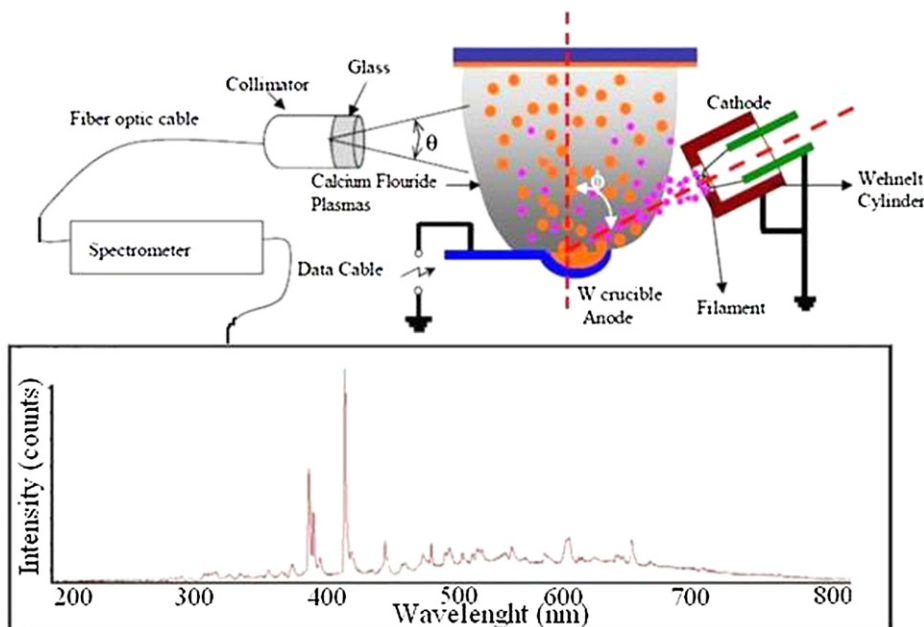 Glass
Collimator
Fiber optic cable
Cathode
θ
Calcium Flouride
Plasmas
ϕ
Wehnelt
Cylinder
Spectrometer
Data Cable
W crucible
Anode
Filament
Intensity (counts)
200 300 400 500 600 700 800
Wavelenght (nm)